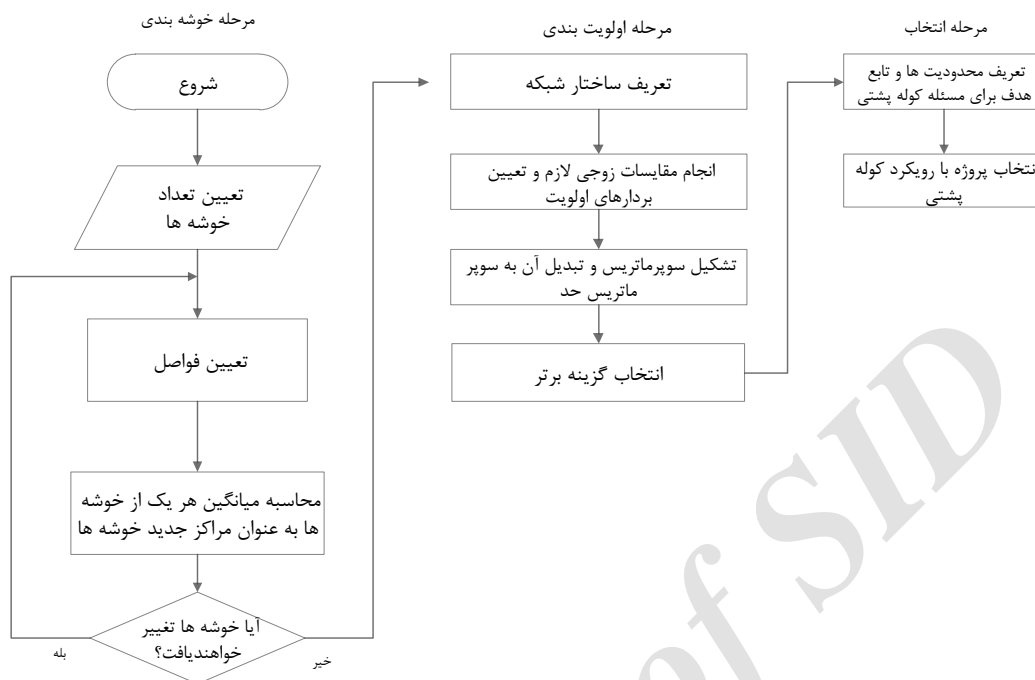 مرحله خوشه بندی
شروع
تعیین تعداد
خوشه ها
تعیین فواصل
محاسبه میانگین هر یک از خوشه
ها به عنوان مراکز جدید خوشه ها
آیا خوشه ها تغییر
خواهندیافت؟
بله
خیر
مرحله اولویت بندی
تعریف ساختار شبکه
انجام مقایسات زوجی لازم و تعیین
بردارهای اولویت
تشکیل سوپرماتریس و تبدیل آن به سوپر
ماتریس حد
انتخاب گزینه برتر
مرحله انتخاب
تعریف محدودیت ها و تابع
هدف برای مسئله کوله پشتی
نتخاب پروژه با رویکرد کوله
پشتی
of SID